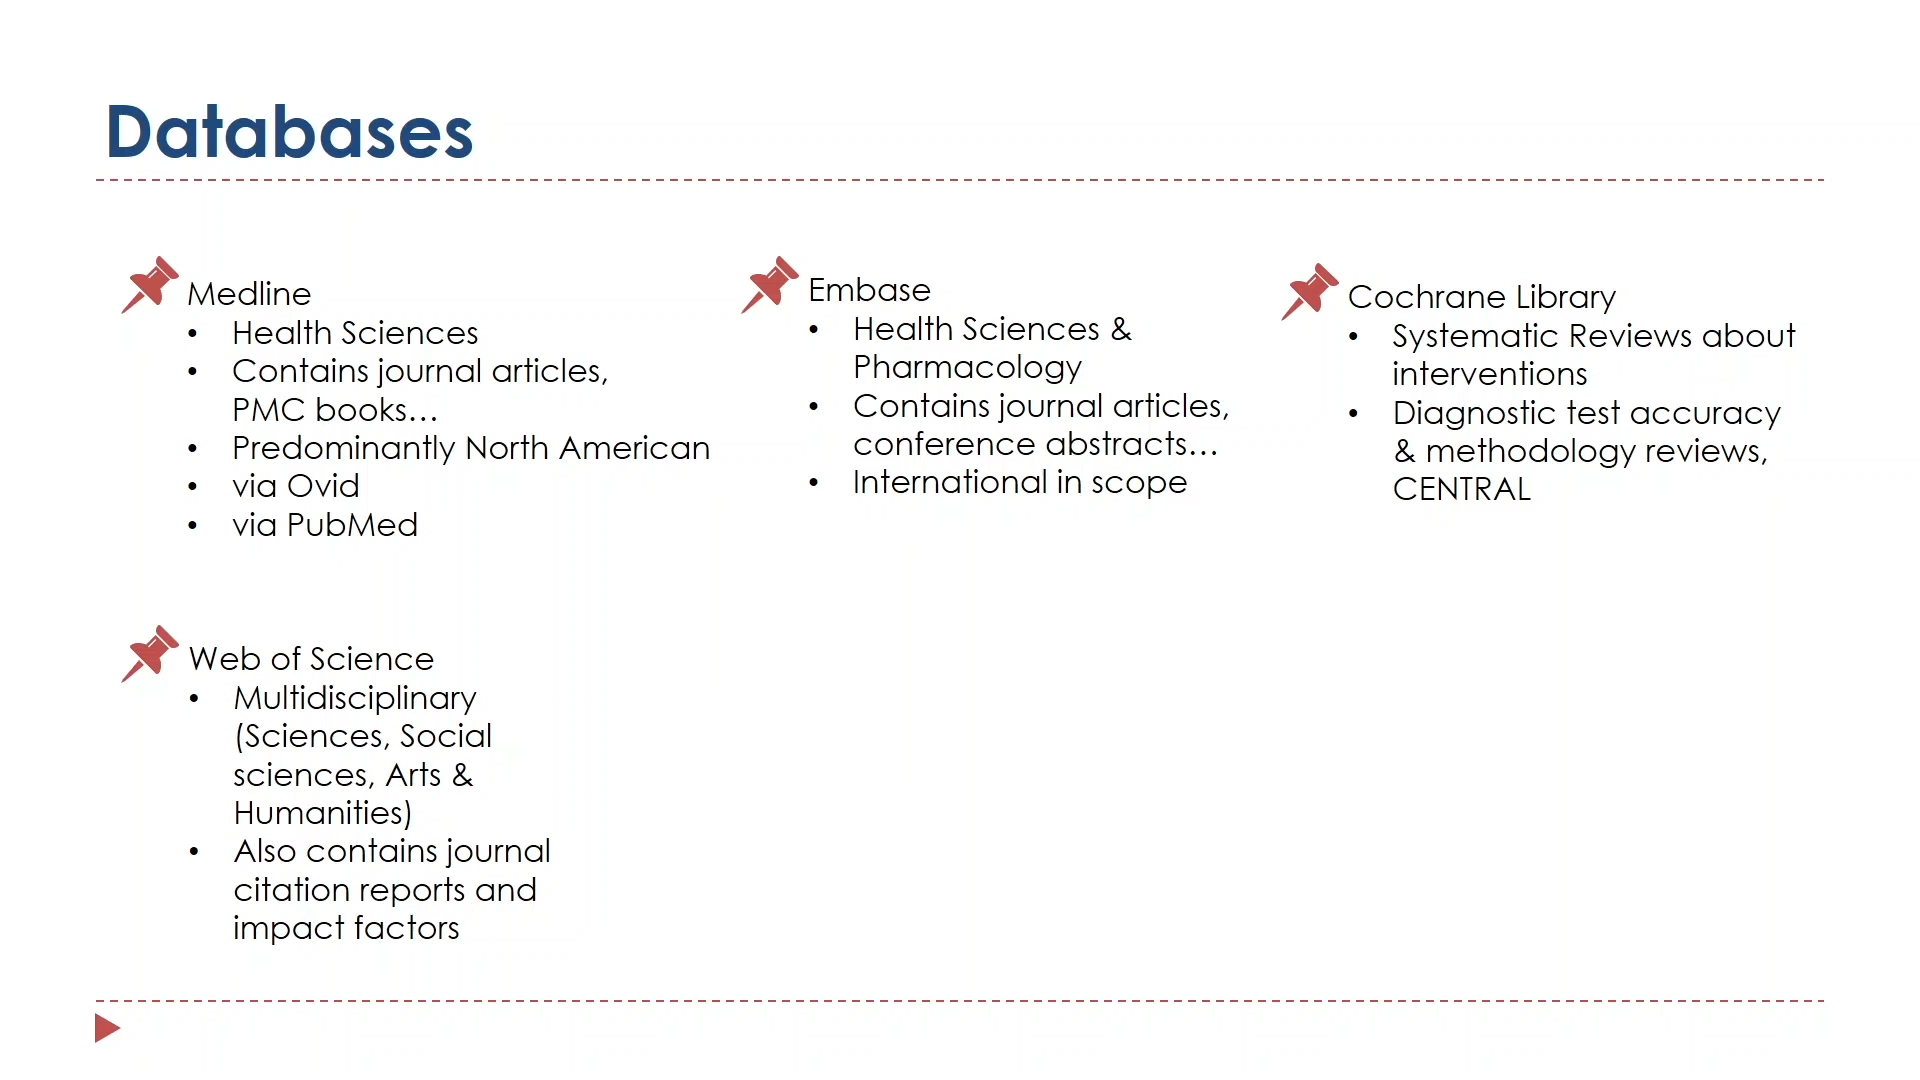 Databases
Medline
• Health Sciences
• Contains journal articles,
PMC books…
• Predominantly North American
• via Ovid
• via PubMed
Embase
• Health Sciences &
Pharmacology
• Contains journal articles,
conference abstracts…
• International in scope
Cochrane Library
• Systematic Reviews about
interventions
• Diagnostic test accuracy
& methodology reviews,
CENTRAL
Web of Science
• Multidisciplinary
(Sciences, Social
sciences, Arts &
Humanities)
• Also contains journal
citation reports and
impact factors